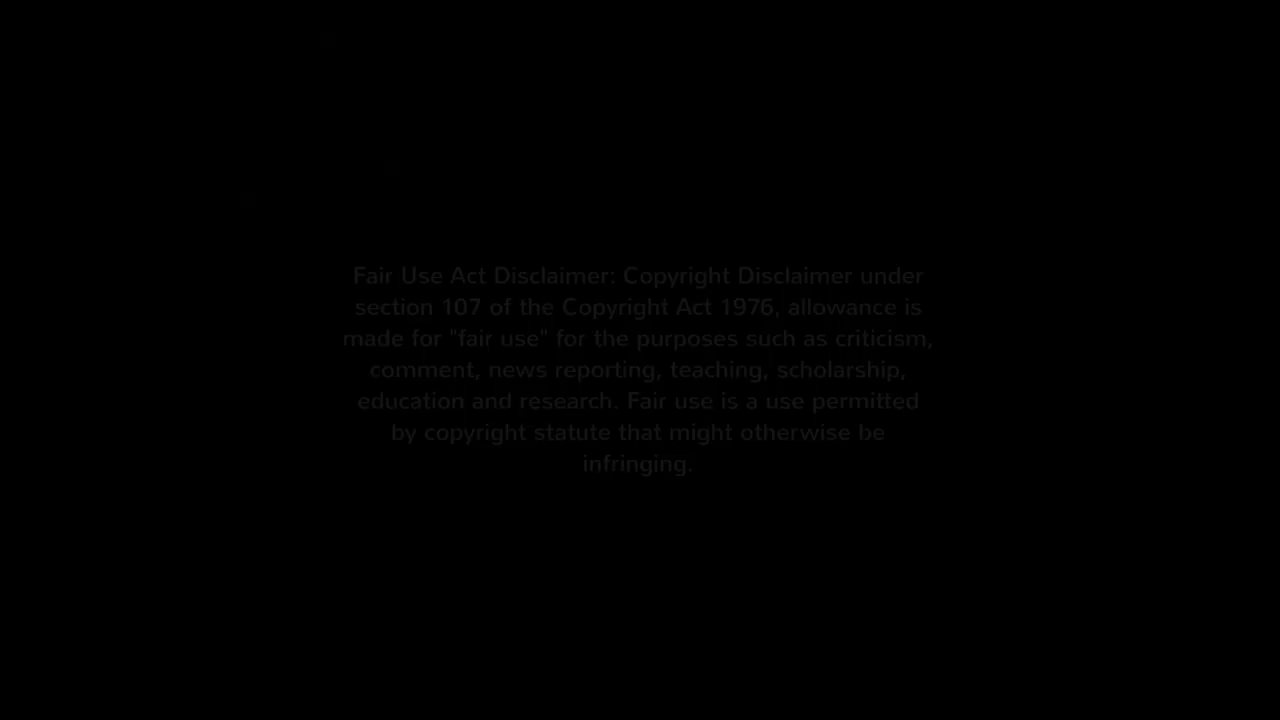 Fair Use Act Disclaimer: Copyright Disclaimer under
section 107 of the Copyright Act 1976, allowance is
made for "fair use" for the purposes such as criticism,
comment, news reporting, teaching, scholarship,
education and research. Fair use is a use permitted
by copyright statute that might otherwise be
infringing.